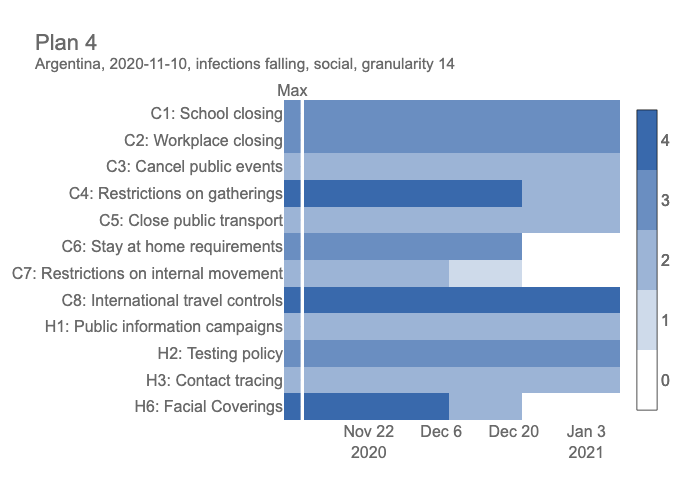 Plan 4
Argentina, 2020-11-10, infections falling, social, granularity 14
Max
C1: School closing
C2: Workplace closing
C3: Cancel public events
C4: Restrictions on gatherings
C5: Close public transport
C6: Stay at home requirements
C7: Restrictions on internal movement
C8: International travel controls
H1: Public information campaigns
H2: Testing policy
H3: Contact tracing
H6: Facial Coverings
4
3
2
1
0
Nov 22 Dec 6 Dec 20 Jan 3
2020 2021